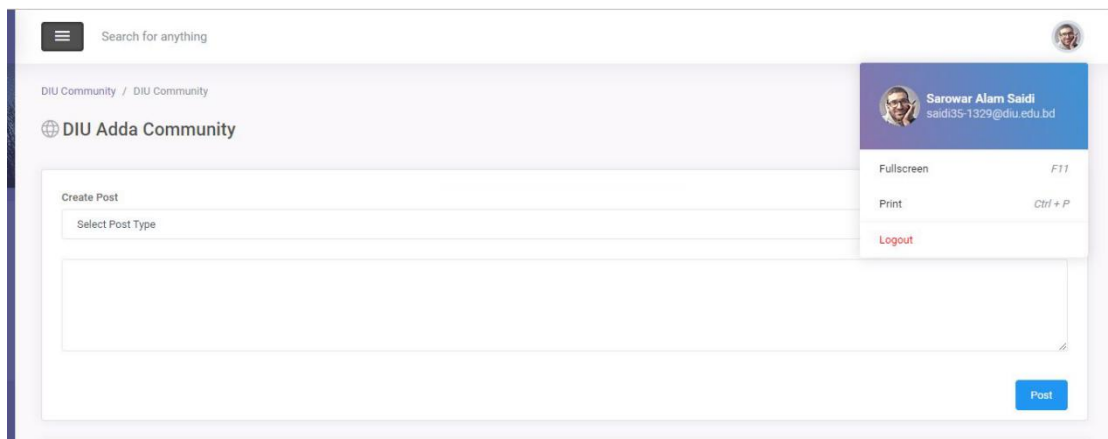 Search for anything
DIU Community / DIU Community
DIU Adda Community
Sarowar Alam Saidi
saidi35-1329@diu.edu.bd
Fullscreen F11
Print Ctrl + P
Logout
Create Post
Select Post Type
Post